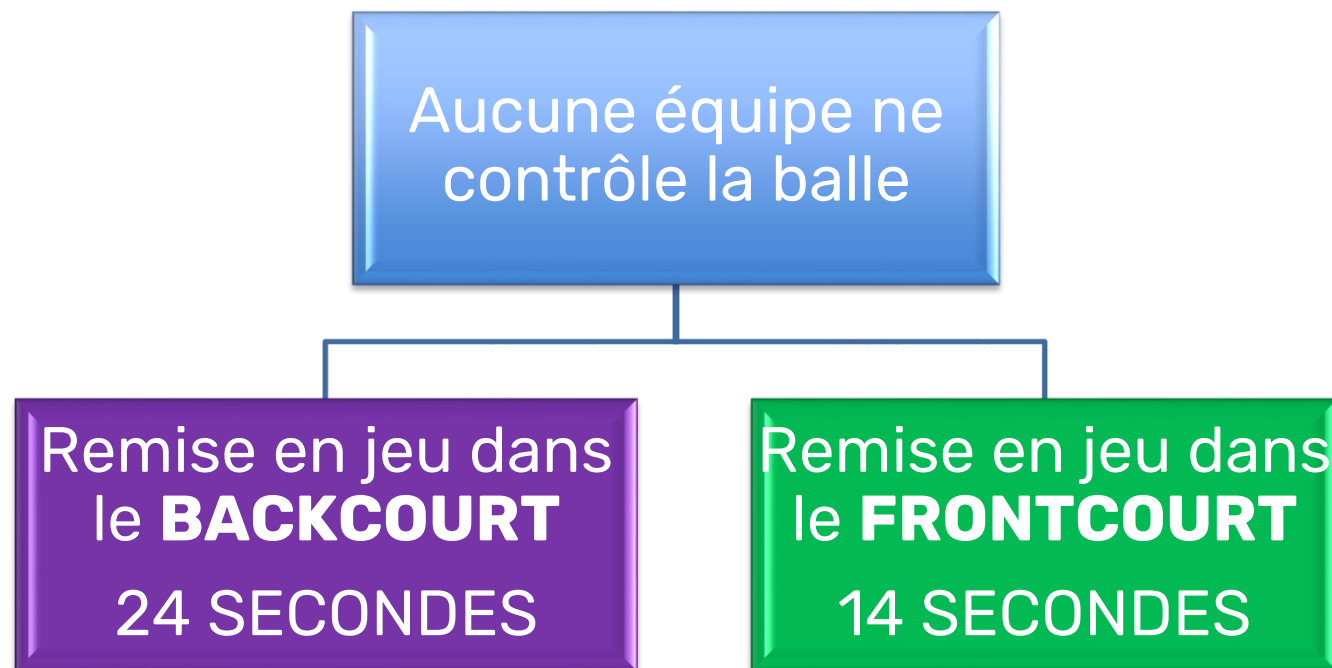 Aucune équipe ne
contrôle la balle
Remise en jeu dans
le BACKCOURT
24 SECONDES
Remise en jeu dans
le FRONTCOURT
14 SECONDES